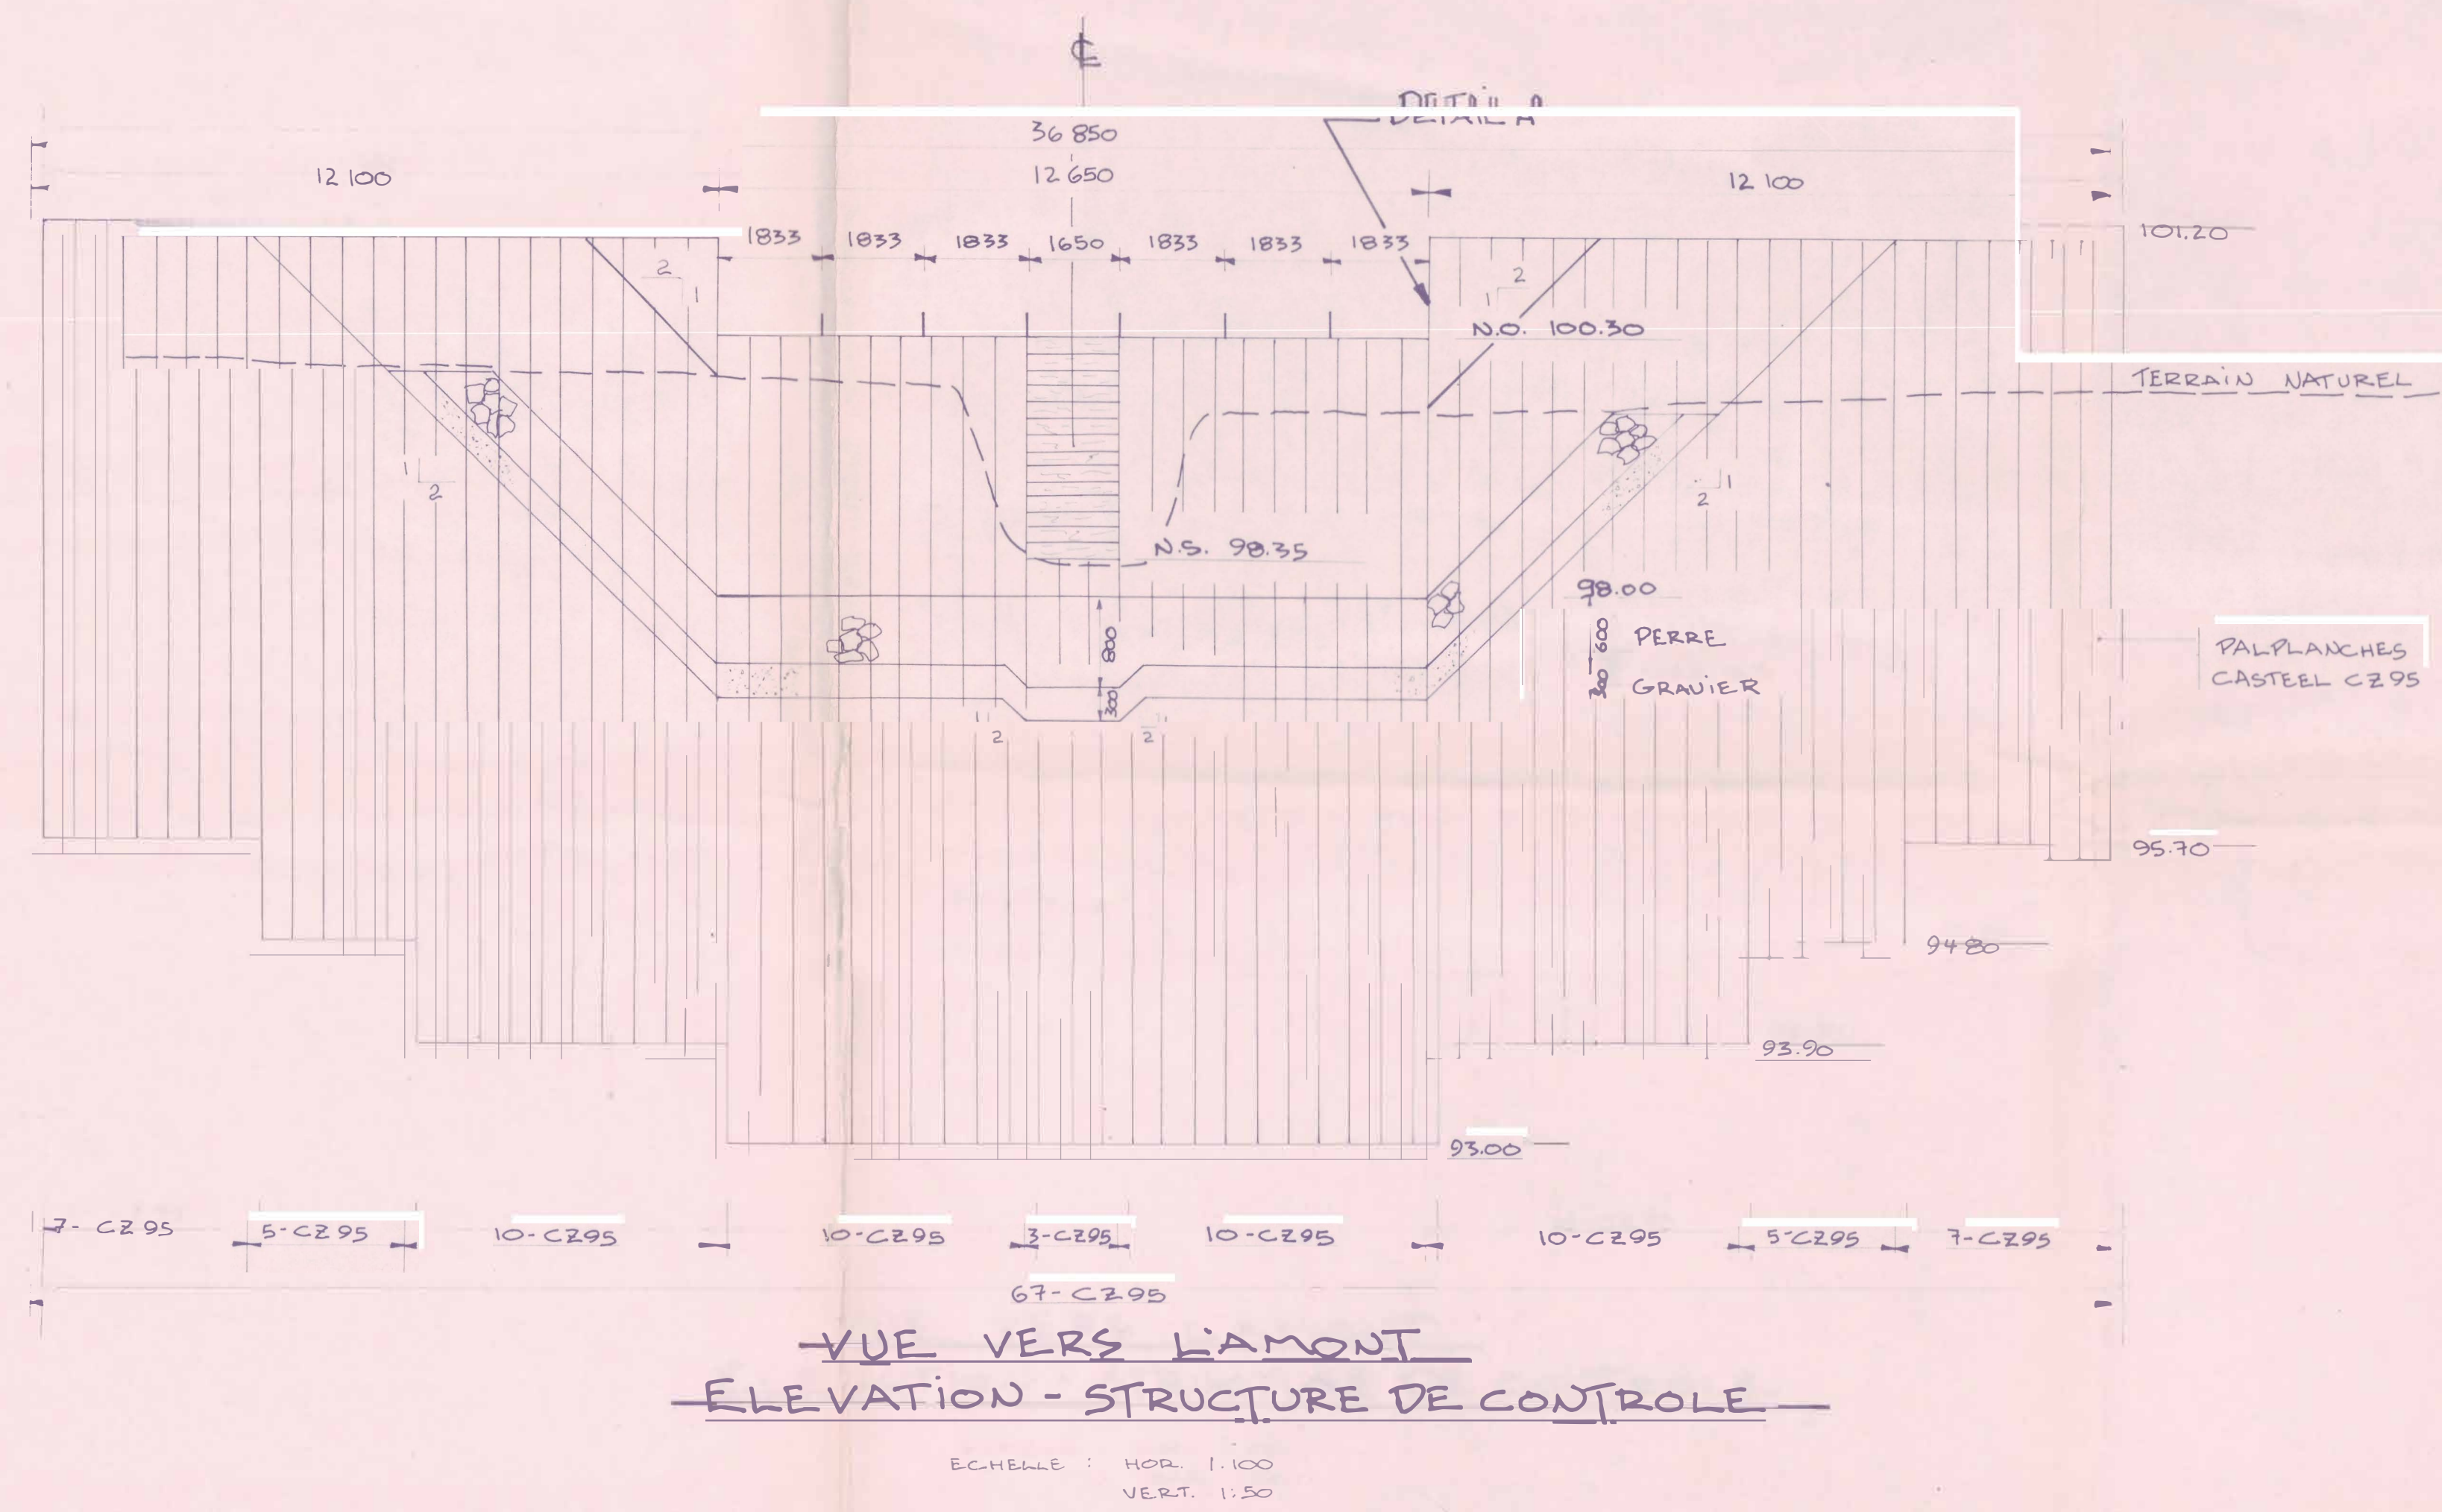 ℄
DETAIL A
36 850
12 100 12 650 12 100
1833 1833 1833 1650 1833 1833 1833
101.20
2 1
2 1
N.O. 100.30
TERRAIN NATUREL
1 2
2 1
N.S. 98.35
98.00
800 600 PERRE
PALPLANCHES
CASTEEL CZ95
300 300 GRAVIER
1 2
1 2
95.70
94.80
93.90
93.00
7- CZ95 5-CZ95 10-CZ95 10-CZ95 3-CZ95 10-CZ95 10-CZ95 5-CZ95 7-CZ95
67-CZ95
VUE VERS L'AMONT
ELEVATION - STRUCTURE DE CONTROLE
ECHELLE : HOR. 1:100
VERT. 1:50